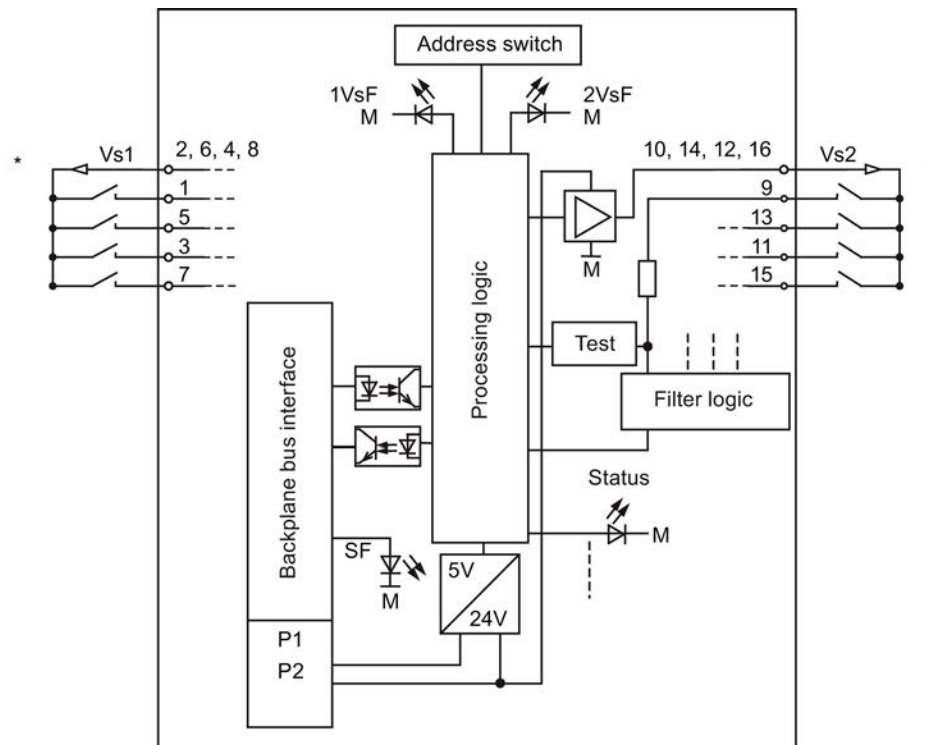 Address switch
1VsF
M
2VsF
M
*
Vs1
2, 6, 4, 8
10, 14, 12, 16
Vs2
1
9
5
13
3
11
7
15
M
Processing logic
Test
Backplane bus interface
Filter logic
Status
M
SF
M
5V
24V
P1
P2